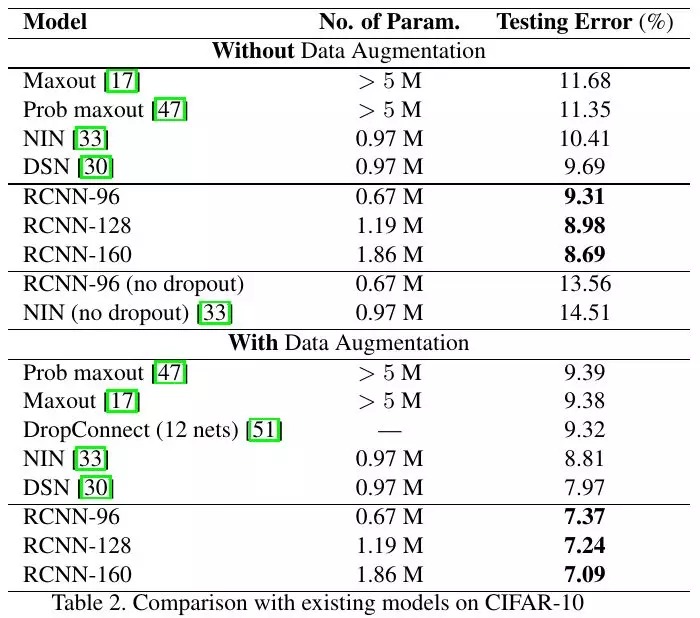 Model No. of Param. Testing Error (%)
Without Data Augmentation
Maxout [17] > 5 M 11.68
Prob maxout [47] > 5 M 11.35
NIN [33] 0.97 M 10.41
DSN [30] 0.97 M 9.69
RCNN-96 0.67 M 9.31
RCNN-128 1.19 M 8.98
RCNN-160 1.86 M 8.69
RCNN-96 (no dropout) 0.67 M 13.56
NIN (no dropout) [33] 0.97 M 14.51
With Data Augmentation
Prob maxout [47] > 5 M 9.39
Maxout [17] > 5 M 9.38
DropConnect (12 nets) [51] — 9.32
NIN [33] 0.97 M 8.81
DSN [30] 0.97 M 7.97
RCNN-96 0.67 M 7.37
RCNN-128 1.19 M 7.24
RCNN-160 1.86 M 7.09
Table 2. Comparison with existing models on CIFAR-10